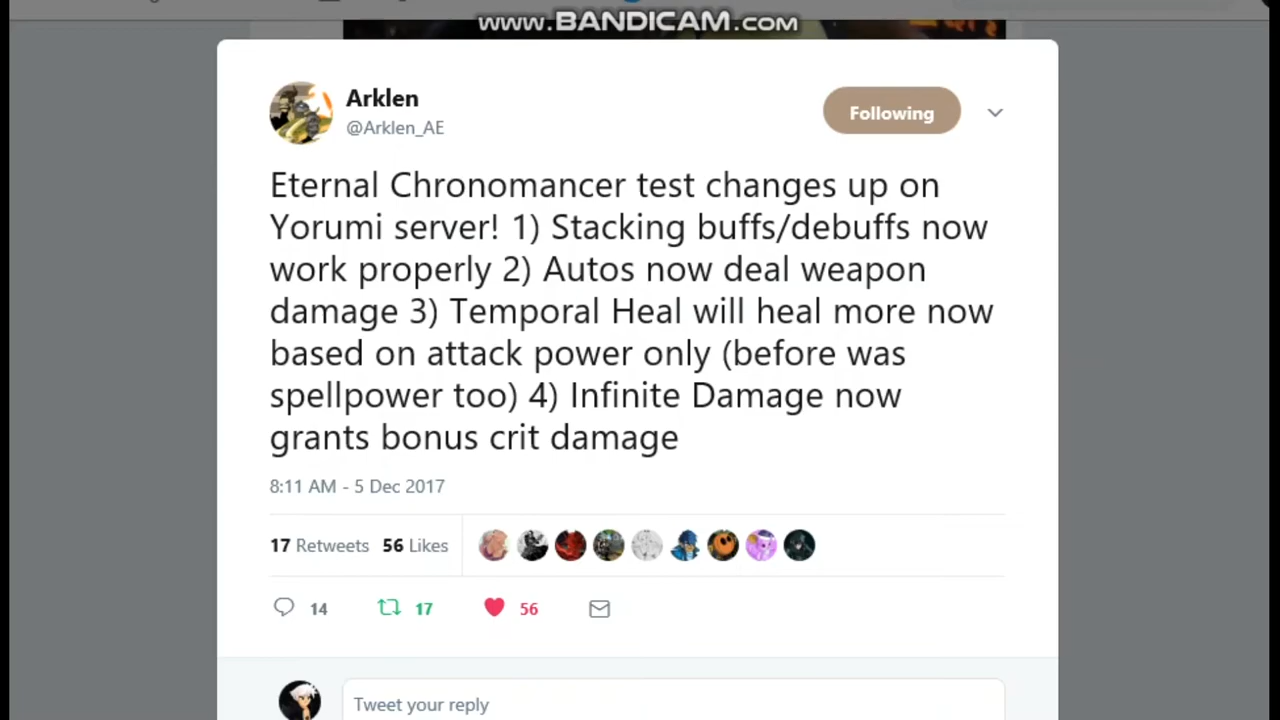 www.BANDICAM.com
Arklen
@Arklen_AE
Following
Eternal Chronomancer test changes up on
Yorumi server! 1) Stacking buffs/debuffs now
work properly 2) Autos now deal weapon
damage 3) Temporal Heal will heal more now
based on attack power only (before was
spellpower too) 4) Infinite Damage now
grants bonus crit damage
8:11 AM - 5 Dec 2017
17 Retweets 56 Likes
14 17 56
Tweet your reply